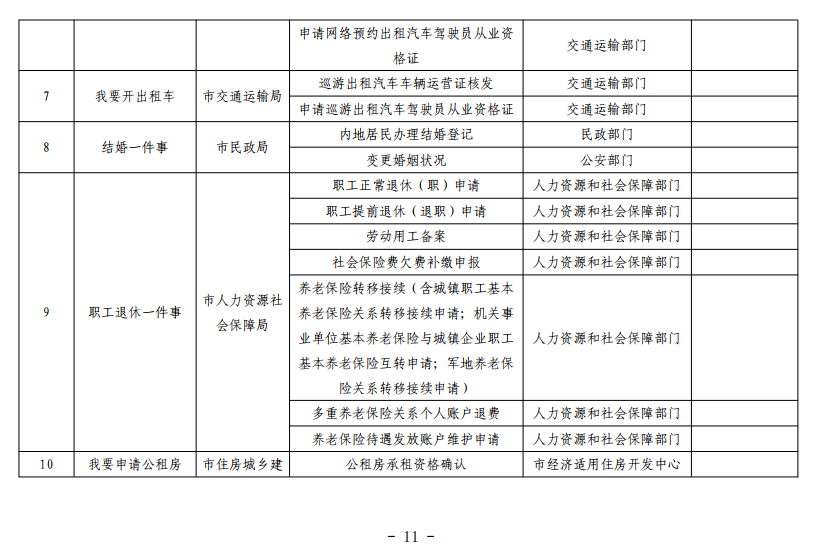 申请网络预约出租汽车驾驶员从业资
格证
交通运输部门
7
我要开出租车
市交通运输局
巡游出租汽车车辆运营证核发
交通运输部门
申请巡游出租汽车驾驶员从业资格证
交通运输部门
8
结婚一件事
市民政局
内地居民办理结婚登记
民政部门
变更婚姻状况
公安部门
9
职工退休一件事
市人力资源社
会保障局
职工正常退休（职）申请
人力资源和社会保障部门
职工提前退休（退职）申请
人力资源和社会保障部门
劳动用工备案
人力资源和社会保障部门
社会保险费欠费补缴申报
人力资源和社会保障部门
养老保险转移接续（含城镇职工基本
养老保险关系转移接续申请；机关事
业单位基本养老保险与城镇企业职工
基本养老保险互转申请；军地养老保
险关系转移接续申请）
人力资源和社会保障部门
多重养老保险关系个人账户退费
人力资源和社会保障部门
养老保险待遇发放账户维护申请
人力资源和社会保障部门
10
我要申请公租房
市住房城乡建
公租房承租资格确认
市经济适用住房开发中心
- 11 -